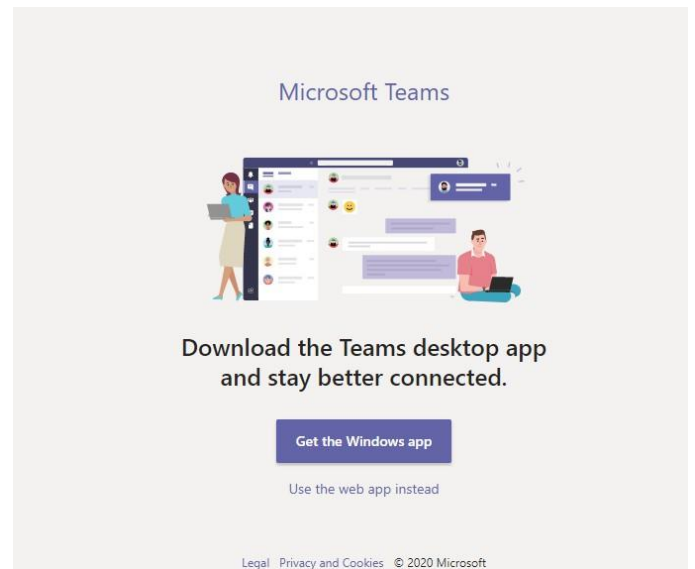 Microsoft Teams
Download the Teams desktop app
and stay better connected.
Get the Windows app
Use the web app instead
Legal Privacy and Cookies © 2020 Microsoft